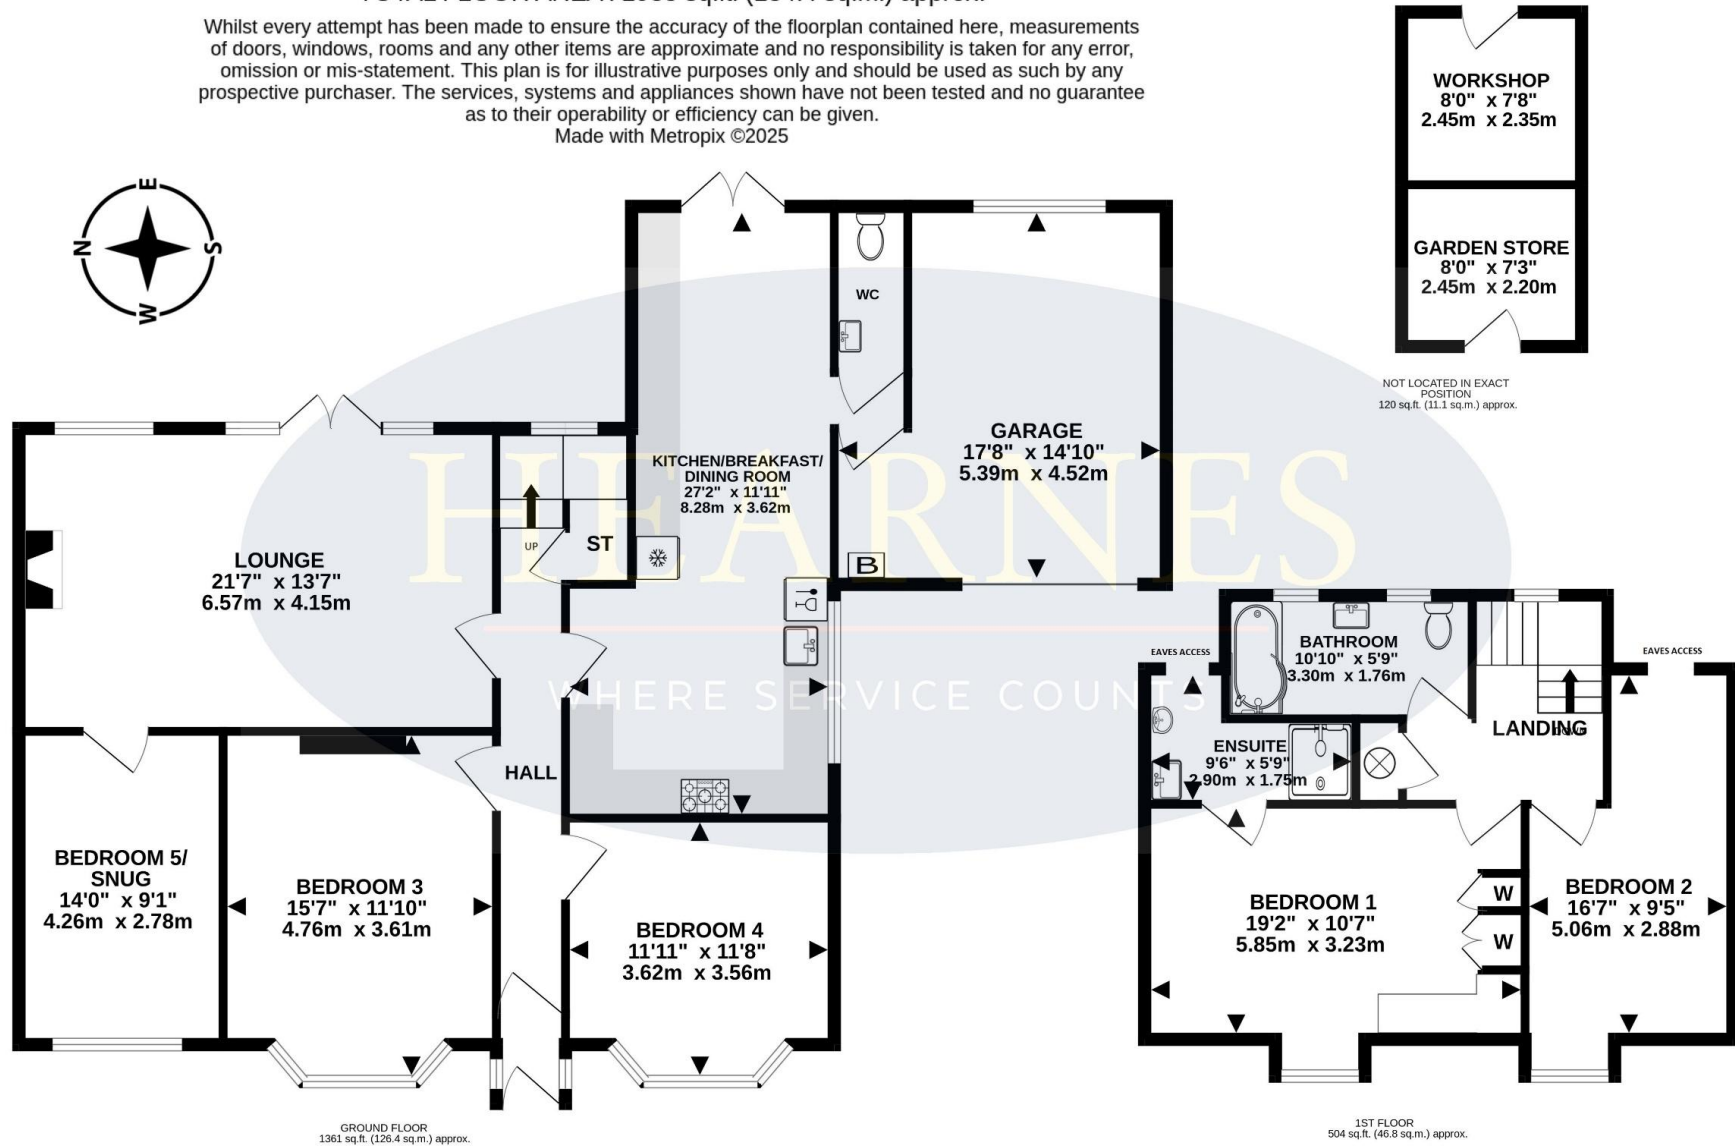 Whilst every attempt has been made to ensure the accuracy of the floorplan contained here, measurements
of doors, windows, rooms and any other items are approximate and no responsibility is taken for any error,
omission or mis-statement. This plan is for illustrative purposes only and should be used as such by any
prospective purchaser. The services, systems and appliances shown have not been tested and no guarantee
as to their operability or efficiency can be given.
Made with Metropix ©2025
E
N
S
W
WORKSHOP
8'0" x 7'8"
2.45m x 2.35m
GARDEN STORE
8'0" x 7'3"
2.45m x 2.20m
NOT LOCATED IN EXACT
POSITION
120 sq.ft. (11.1 sq.m.) approx.
WC
KITCHEN/BREAKFAST/
DINING ROOM
27'2" x 11'11"
8.28m x 3.62m
GARAGE
17'8" x 14'10"
5.39m x 4.52m
B
HEARNES
WHERE SERVICE COUNTS
LOUNGE
21'7" x 13'7"
6.57m x 4.15m
UP
ST
HALL
BEDROOM 5/
SNUG
14'0" x 9'1"
4.26m x 2.78m
BEDROOM 3
15'7" x 11'10"
4.76m x 3.61m
BEDROOM 4
11'11" x 11'8"
3.62m x 3.56m
GROUND FLOOR
1361 sq.ft. (126.4 sq.m.) approx.
EAVES ACCESS
BATHROOM
10'10" x 5'9"
3.30m x 1.76m
EAVES ACCESS
LANDING
DOWN
ENSUITE
9'6" x 5'9"
2.90m x 1.75m
BEDROOM 1
19'2" x 10'7"
5.85m x 3.23m
W
W
BEDROOM 2
16'7" x 9'5"
5.06m x 2.88m
1ST FLOOR
504 sq.ft. (46.8 sq.m.) approx.